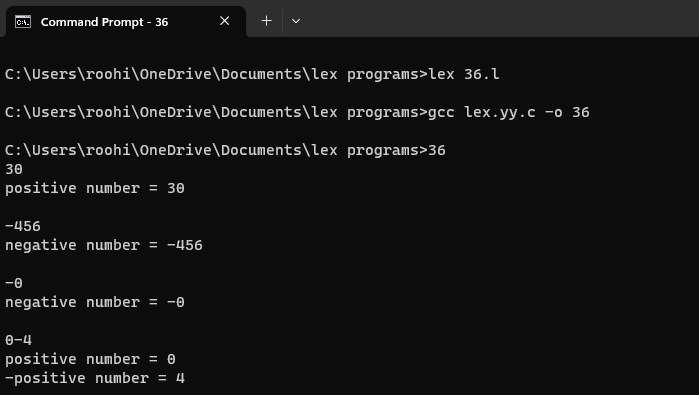 Command Prompt - 36
C:\Users\roohi\OneDrive\Documents\lex programs>lex 36.l
C:\Users\roohi\OneDrive\Documents\lex programs>gcc lex.yy.c -o 36
C:\Users\roohi\OneDrive\Documents\lex programs>36
30
positive number = 30
-456
negative number = -456
-0
negative number = -0
0-4
positive number = 0
-positive number = 4